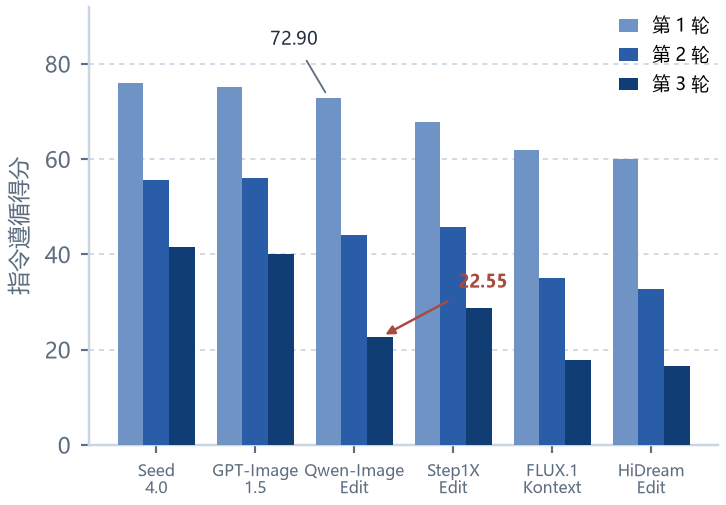 72.90
第 1 轮
第 2 轮
第 3 轮
80
60
40
20
0
指令遵循得分
22.55
Seed
4.0
GPT-Image
1.5
Qwen-Image
Edit
Step1X
Edit
FLUX.1
Kontext
HiDream
Edit